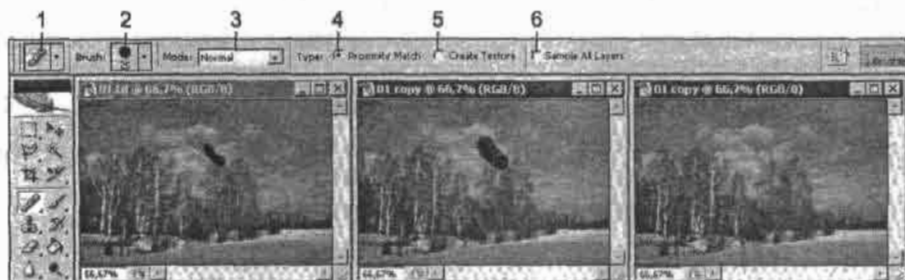 1 2 3 4 5 6
Brush: Mode: Normal Type: Proximity Match Create Texture Sample All Layers
@ 66,7% (RGB/8) 01 copy @ 66,7% (RGB/8) 01 copy @ 66,7% (RGB/8)
66,67% 66,67% 66,67%